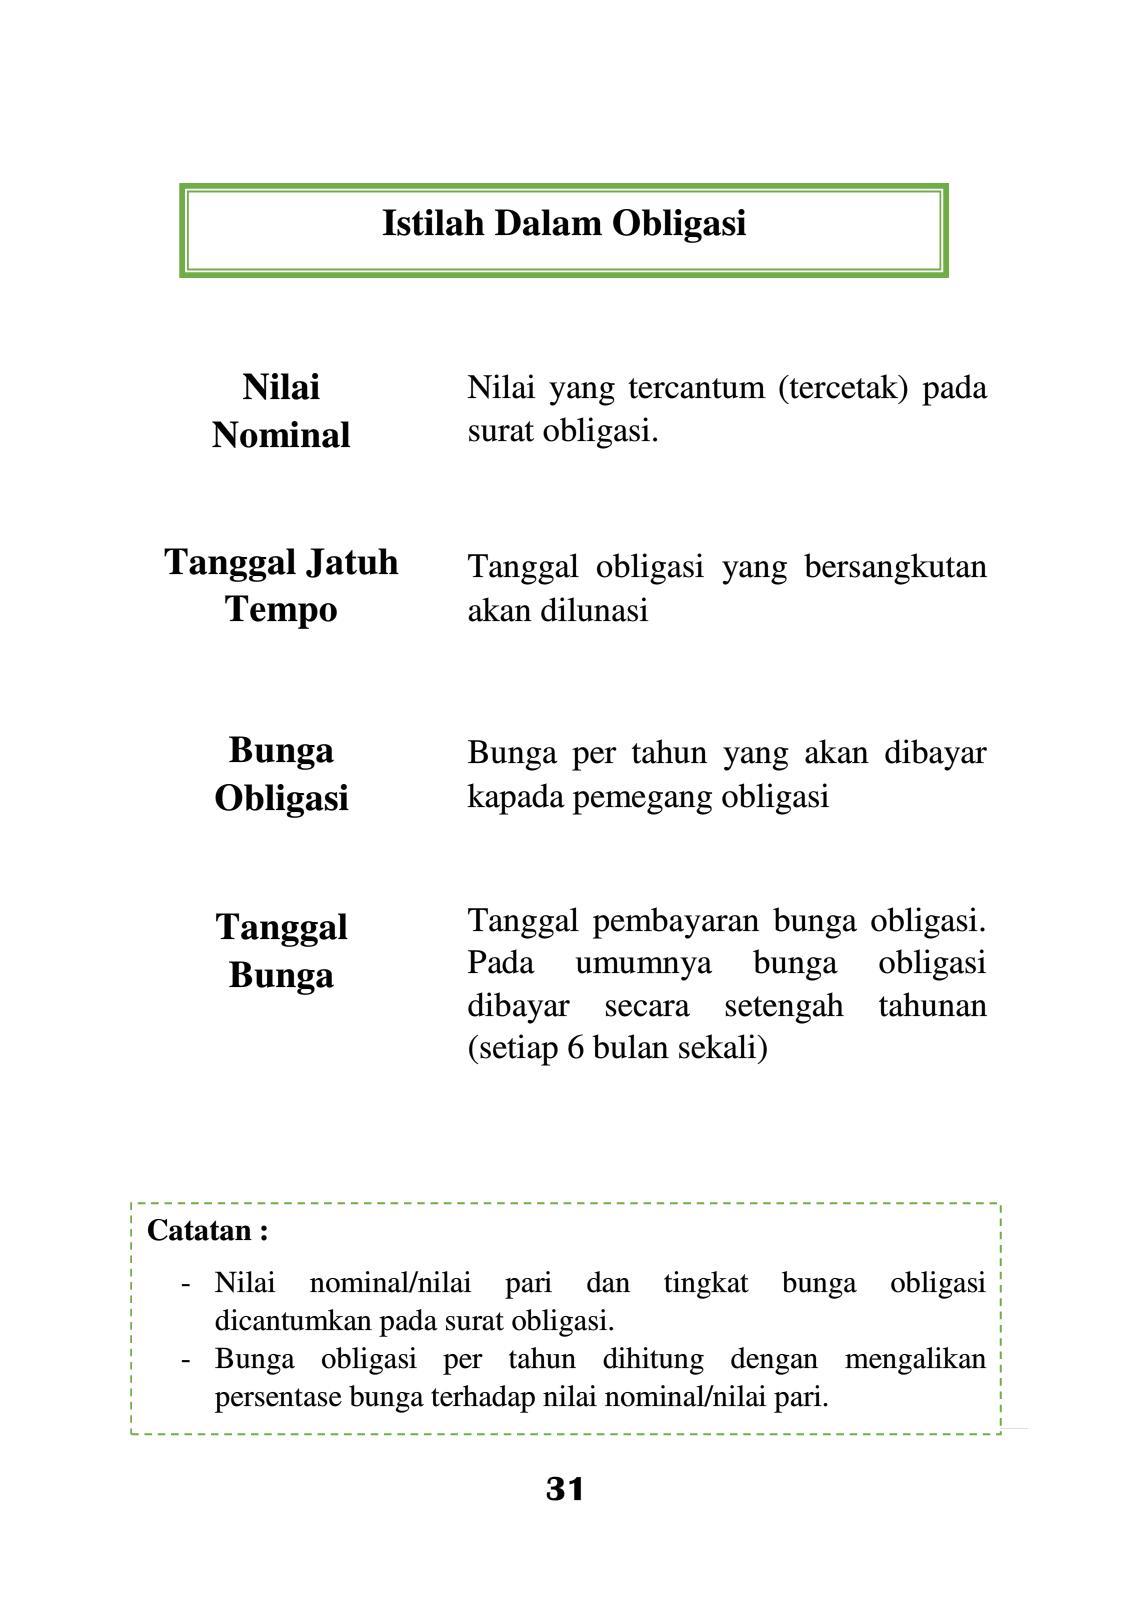 Istilah Dalam Obligasi
Nilai
Nominal
Nilai yang tercantum (tercetak) pada
surat obligasi.
Tanggal Jatuh
Tempo
Tanggal obligasi yang bersangkutan
akan dilunasi
Bunga
Obligasi
Bunga per tahun yang akan dibayar
kapada pemegang obligasi
Tanggal
Bunga
Tanggal pembayaran bunga obligasi.
Pada umumnya bunga obligasi
dibayar secara setengah tahunan
(setiap 6 bulan sekali)
Catatan :
- Nilai nominal/nilai pari dan tingkat bunga obligasi
dicantumkan pada surat obligasi.
- Bunga obligasi per tahun dihitung dengan mengalikan
persentase bunga terhadap nilai nominal/nilai pari.
31